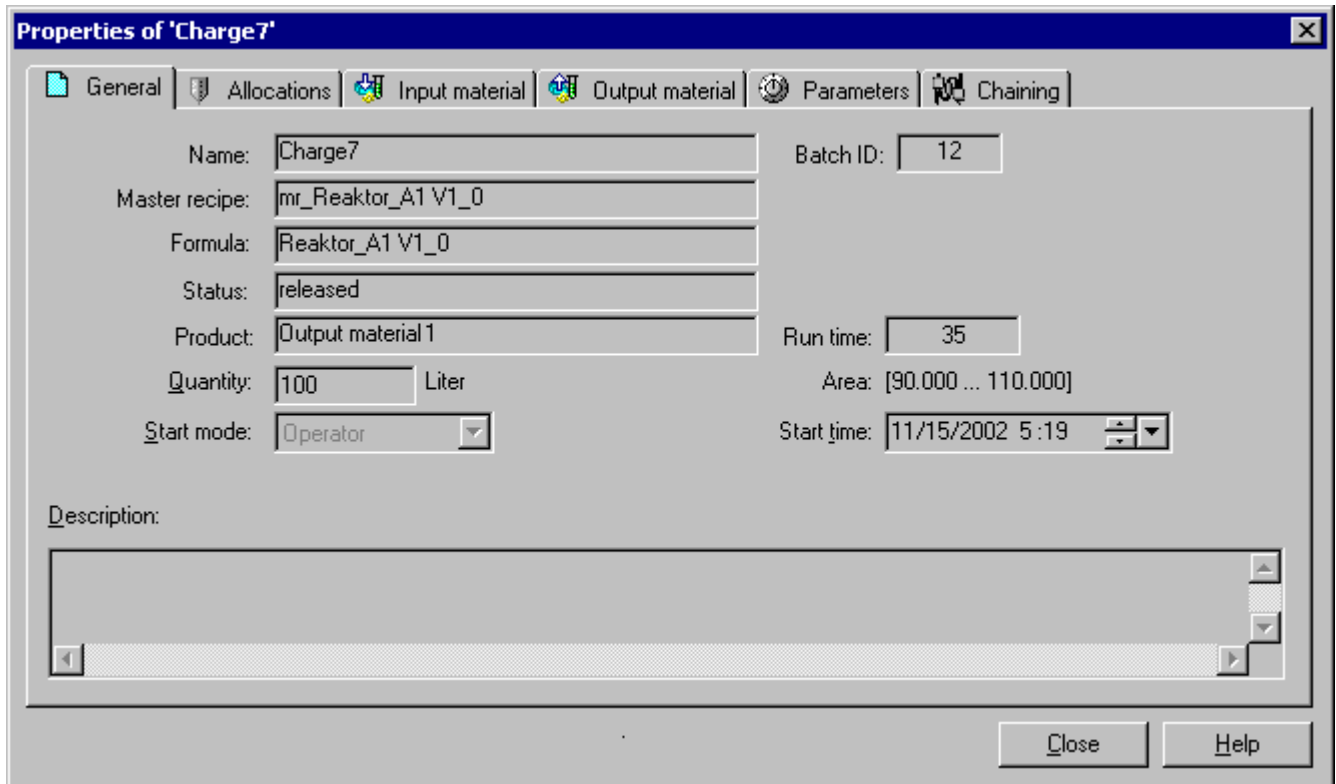 Properties of 'Charge7'
General Allocations Input material Output material Parameters Chaining
Name: Charge7 Batch ID: 12
Master recipe: mr_Reaktor_A1 V1_0
Formula: Reaktor_A1 V1_0
Status: released
Product: Output material1 Run time: 35
Quantity: 100 Liter Area: [90.000 ... 110.000]
Start mode: Operator Start time: 11/15/2002 5:19
Description:
Close Help